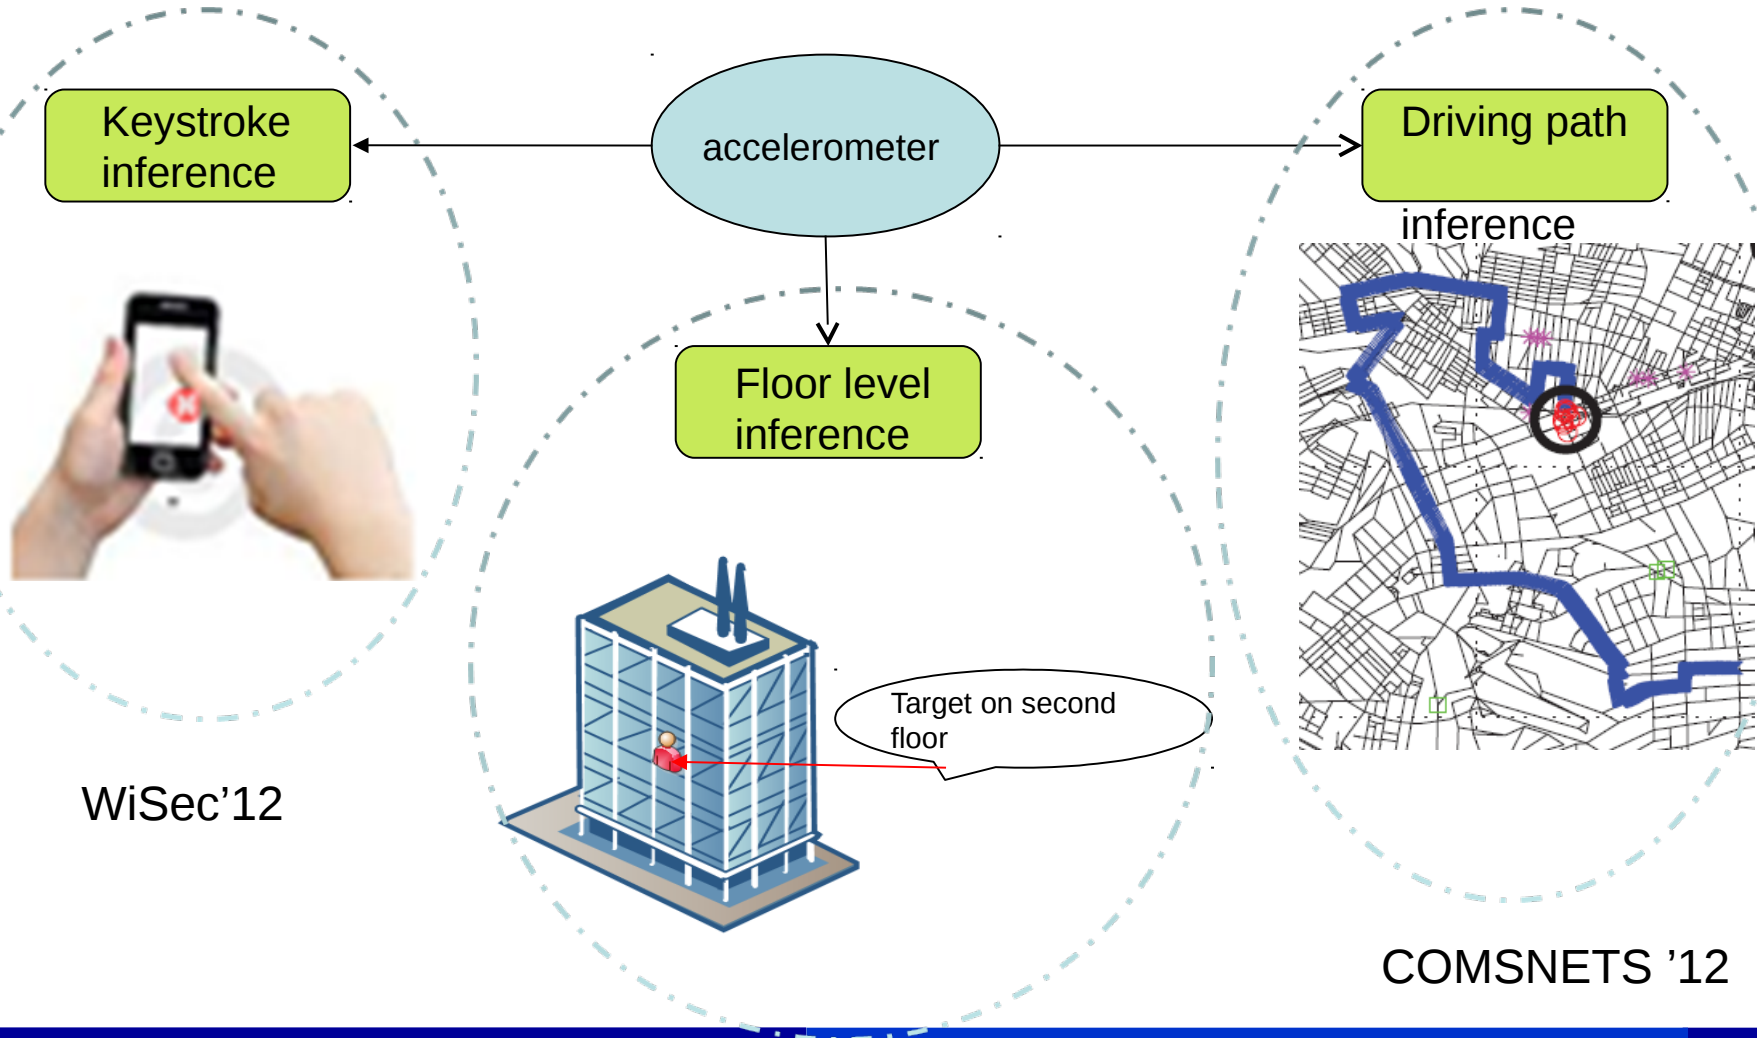 Keystroke
inference
accelerometer
Driving path
inference
Floor level
inference
Target on second
floor
WiSec’12
COMSNETS ’12